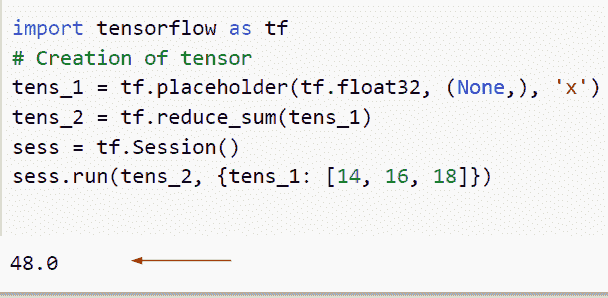 import tensorflow as tf
# Creation of tensor
tens_1 = tf.placeholder(tf.float32, (None,), 'x')
tens_2 = tf.reduce_sum(tens_1)
sess = tf.Session()
sess.run(tens_2, {tens_1: [14, 16, 18]})
48.0